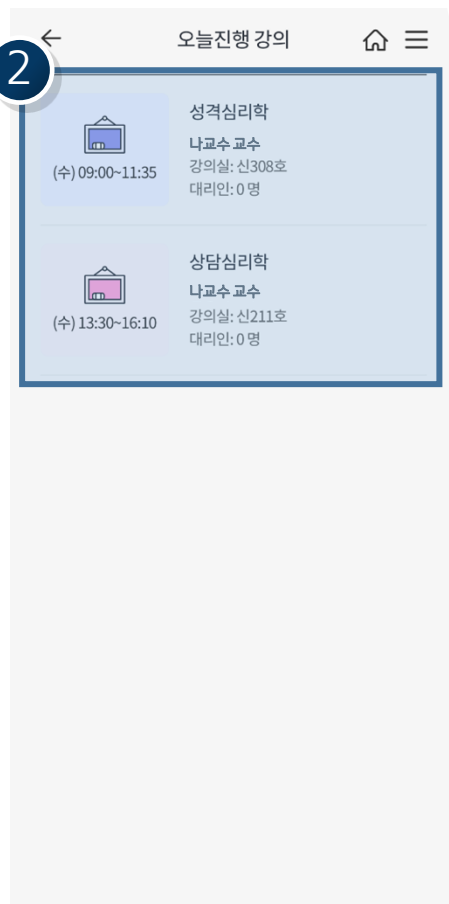 오늘진행 강의
2
성격심리학
나교수 교수
(수) 09:00~11:35
강의실: 신308호
대리인: 0 명
상담심리학
나교수 교수
(수) 13:30~16:10
강의실: 신211호
대리인: 0 명